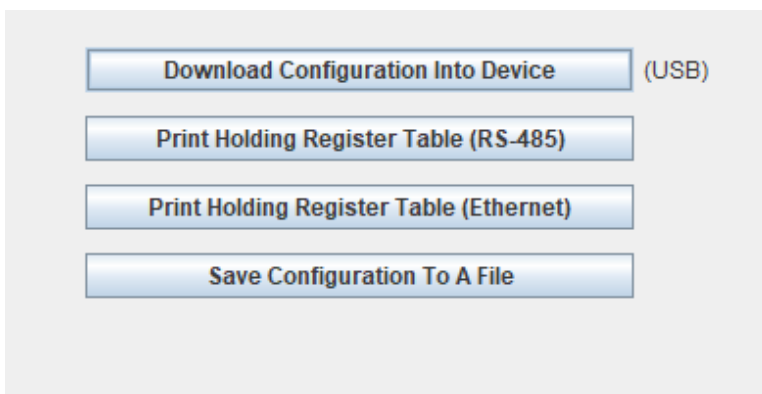 Download Configuration Into Device (USB)
Print Holding Register Table (RS-485)
Print Holding Register Table (Ethernet)
Save Configuration To A File